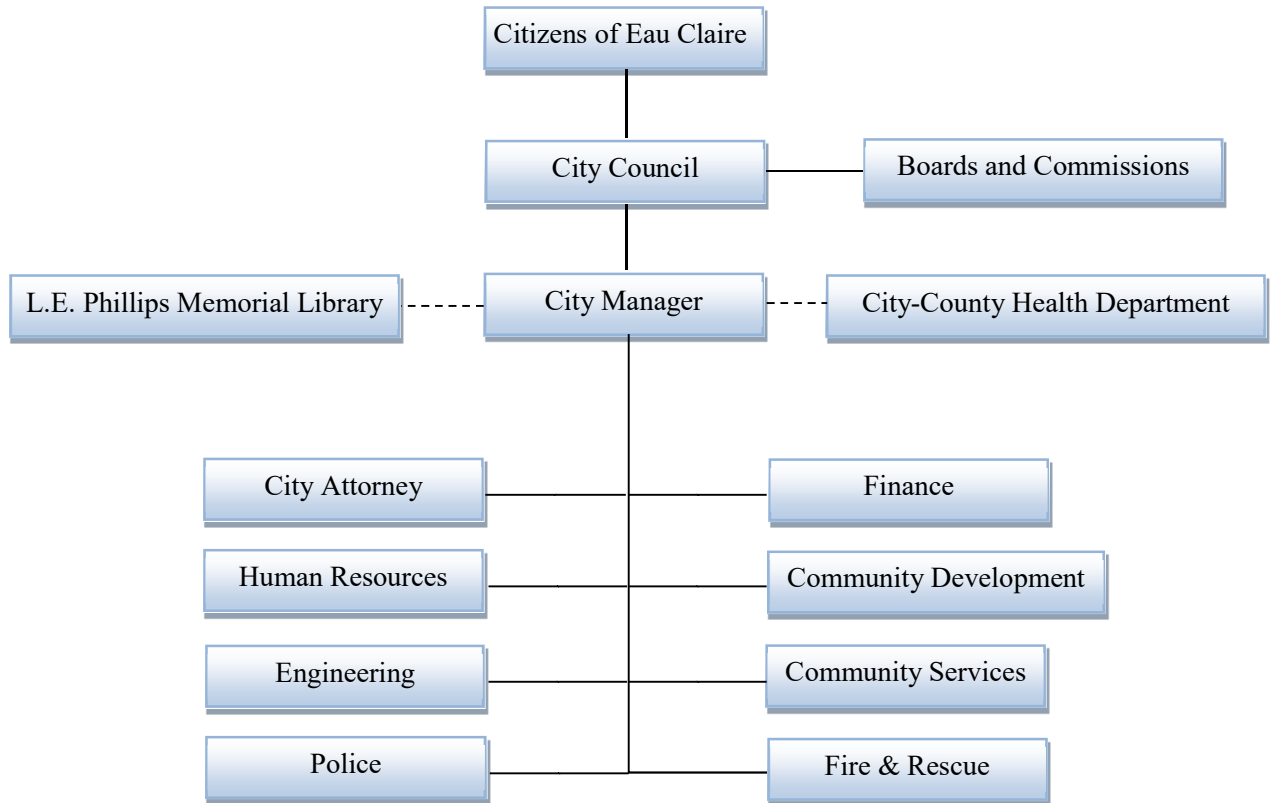 Citizens of Eau Claire
City Council
Boards and Commissions
L.E. Phillips Memorial Library
City Manager
City-County Health Department
City Attorney
Finance
Human Resources
Community Development
Engineering
Community Services
Police
Fire & Rescue